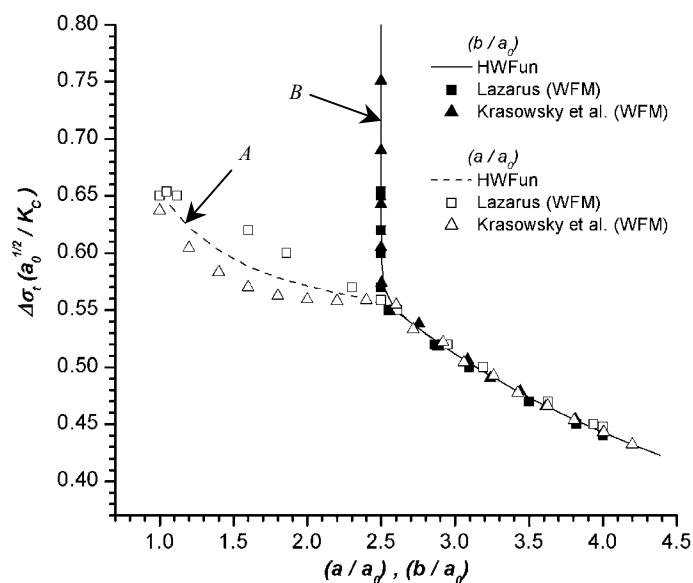 0.80
0.75
0.70
0.65
0.60
0.55
0.50
0.45
0.40
Δσt (a0^1/2 / KC)
A
B
(b / a0)
HWFun
Lazarus (WFM)
Krasowsky et al. (WFM)
(a / a0)
HWFun
Lazarus (WFM)
Krasowsky et al. (WFM)
1.0 1.5 2.0 2.5 3.0 3.5 4.0 4.5
(a / a0) , (b / a0)